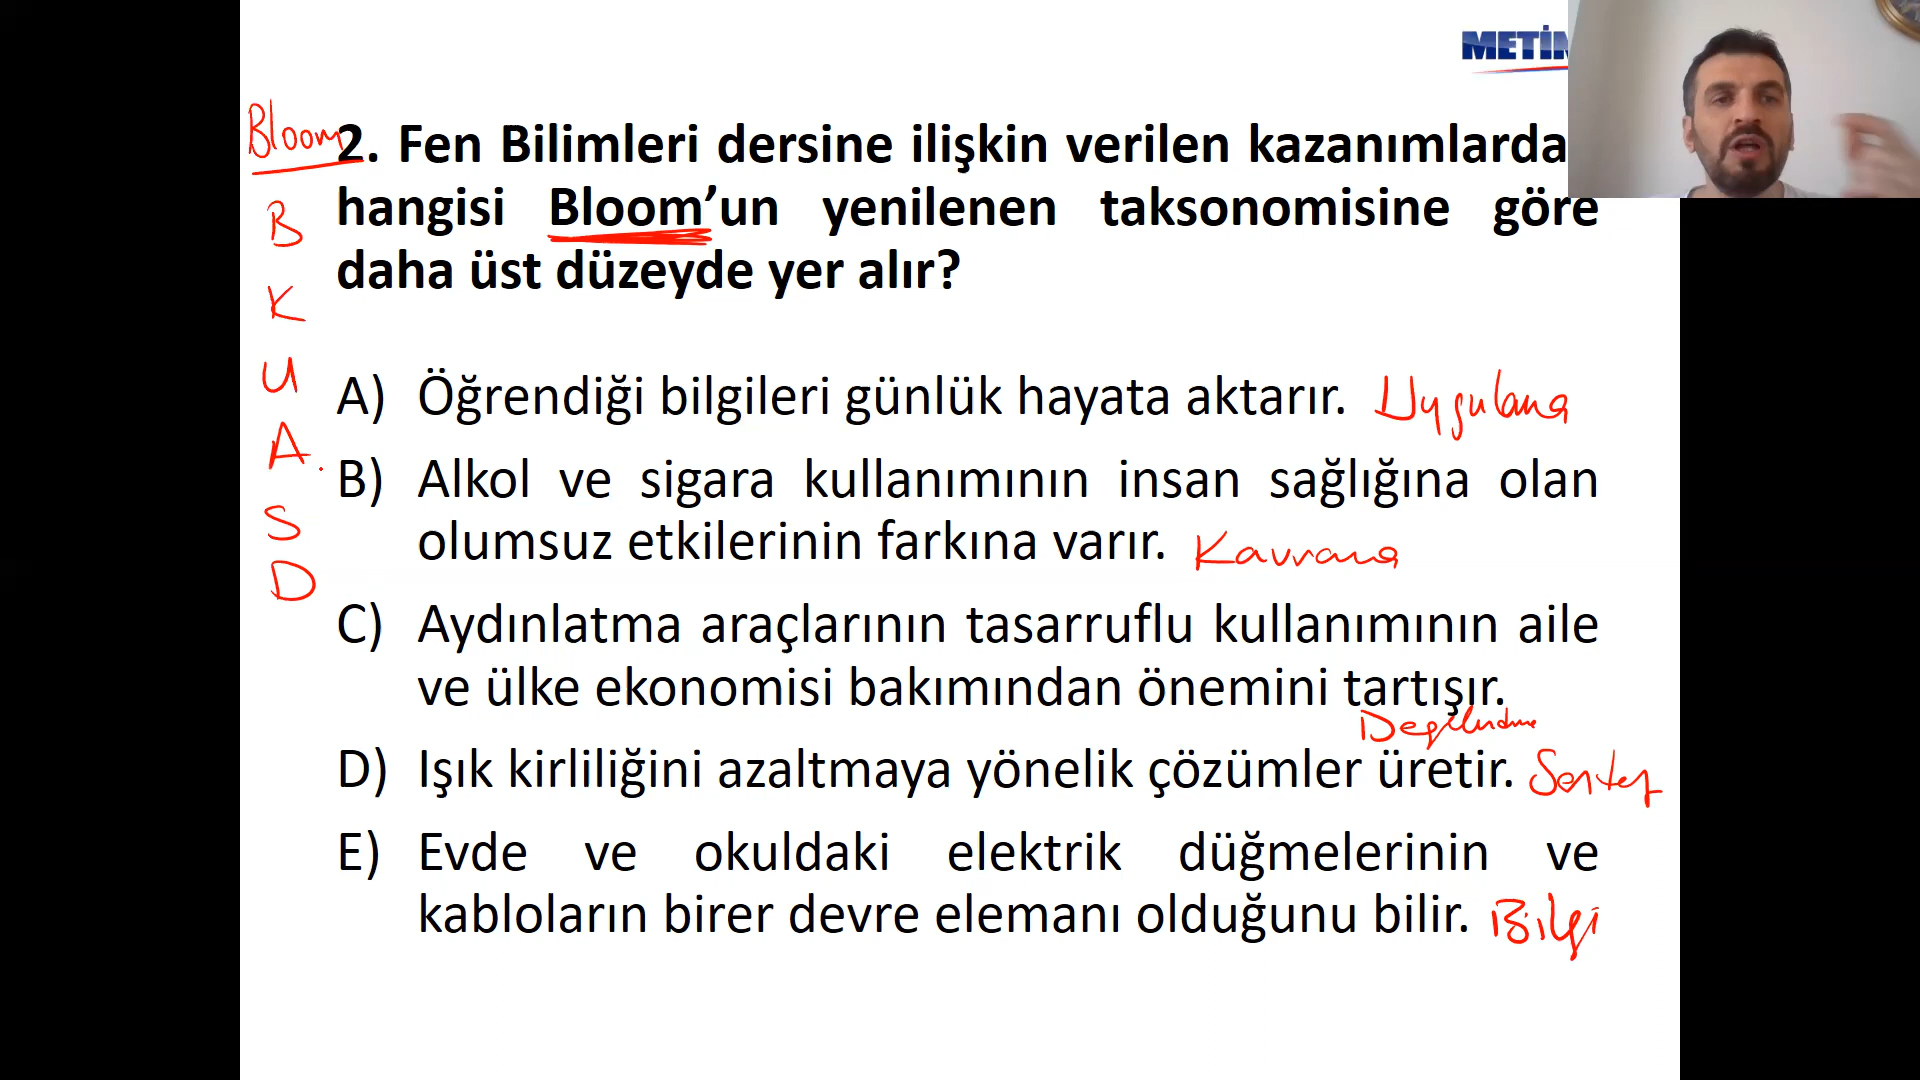 METİN
Bloom
2. Fen Bilimleri dersine ilişkin verilen kazanımlarda
hangisi Bloom’un yenilenen taksonomisine göre
daha üst düzeyde yer alır?
B
K
U
A.
S
D
A) Öğrendiği bilgileri günlük hayata aktarır. Uygulama
B) Alkol ve sigara kullanımının insan sağlığına olan
olumsuz etkilerinin farkına varır. Kavrama
C) Aydınlatma araçlarının tasarruflu kullanımının aile
ve ülke ekonomisi bakımından önemini tartışır.
Değerlendirme
D) Işık kirliliğini azaltmaya yönelik çözümler üretir. Sentez
E) Evde ve okuldaki elektrik düğmelerinin ve
kabloların birer devre elemanı olduğunu bilir. Bilgi